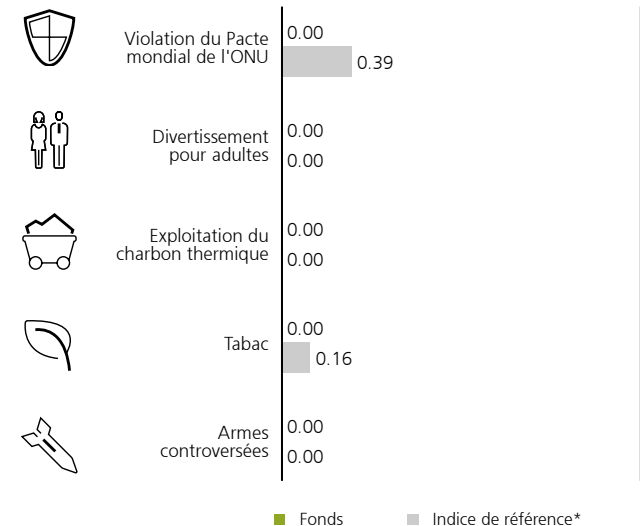 Violation du Pacte
mondial de l'ONU
0.00
0.39
Divertissement
pour adultes
0.00
0.00
Exploitation du
charbon thermique
0.00
0.00
Tabac
0.00
0.16
Armes
controversées
0.00
0.00
Fonds
Indice de référence*